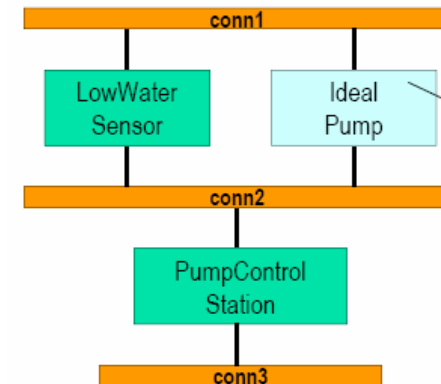 conn1
LowWater
Sensor
Ideal
Pump
conn2
PumpControl
Station
conn3